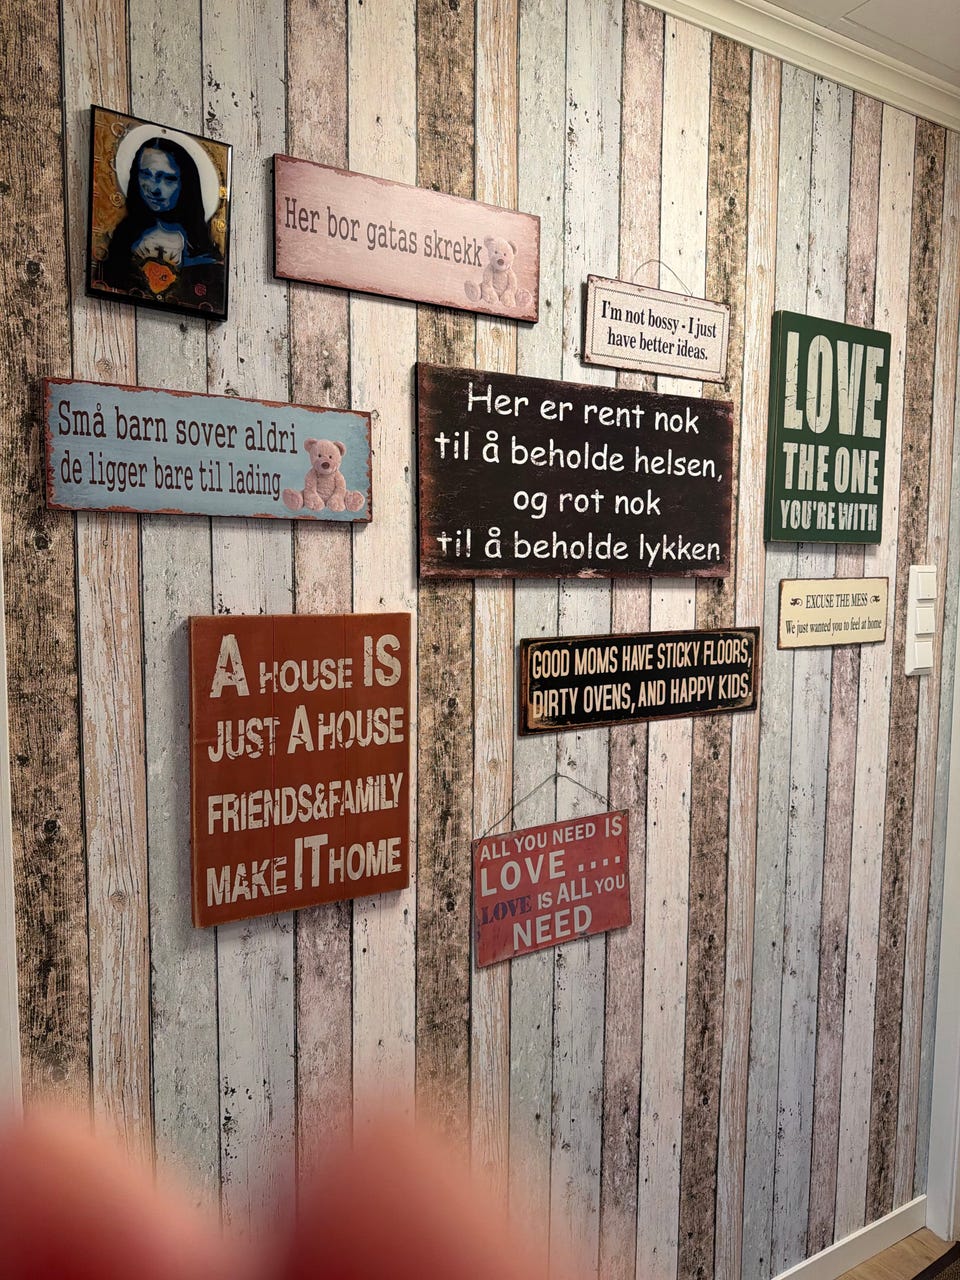 Her bor gatas skrekk
I'm not bossy - I just
have better ideas.
LOVE
THE ONE
YOU'RE WITH
Små barn sover aldri
de ligger bare til lading
Her er rent nok
til å beholde helsen,
og rot nok
til å beholde lykken
EXCUSE THE MESS
We just wanted you to feel at home
A HOUSE IS
JUST A HOUSE
FRIENDS&FAMILY
MAKE IT HOME
GOOD MOMS HAVE STICKY FLOORS,
DIRTY OVENS, AND HAPPY KIDS.
ALL YOU NEED IS
LOVE ....
LOVE IS ALL YOU
NEED